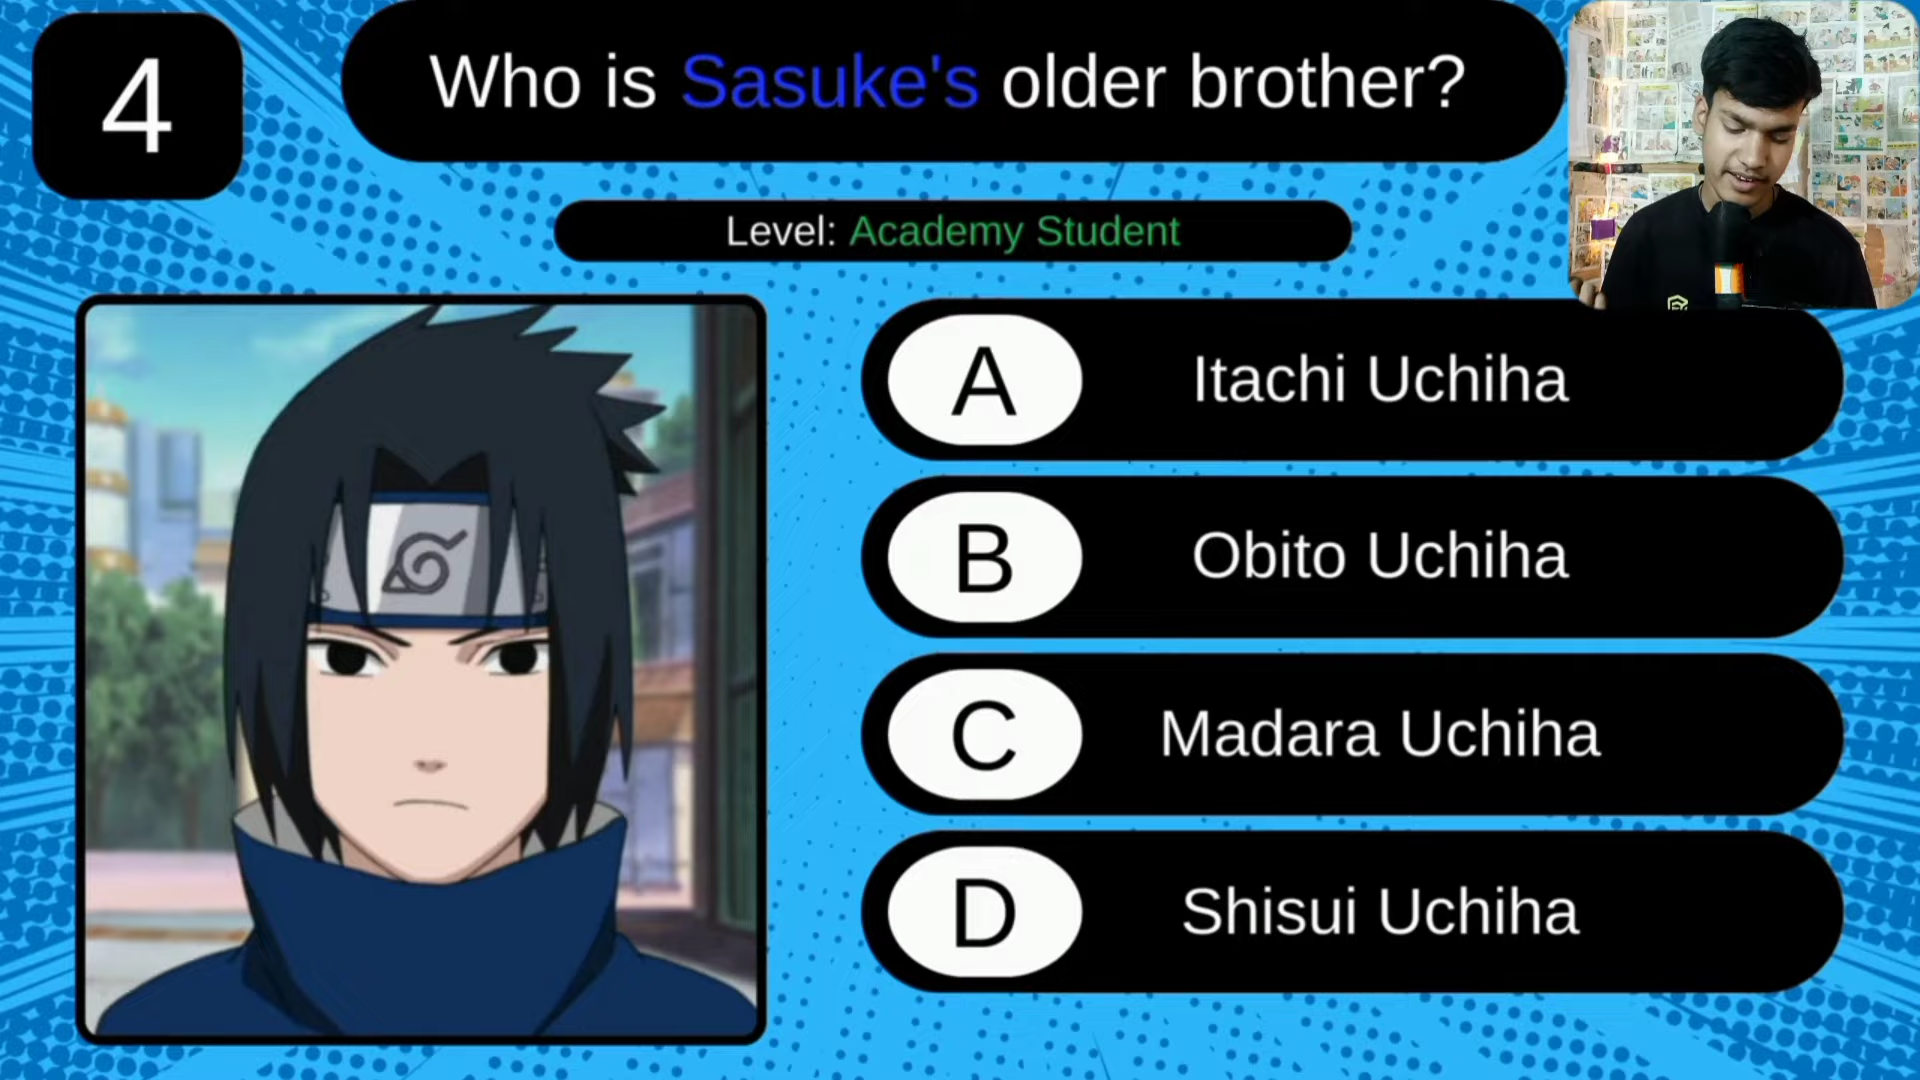 4
Who is Sasuke's older brother?
Level: Academy Student
A Itachi Uchiha
B Obito Uchiha
C Madara Uchiha
D Shisui Uchiha